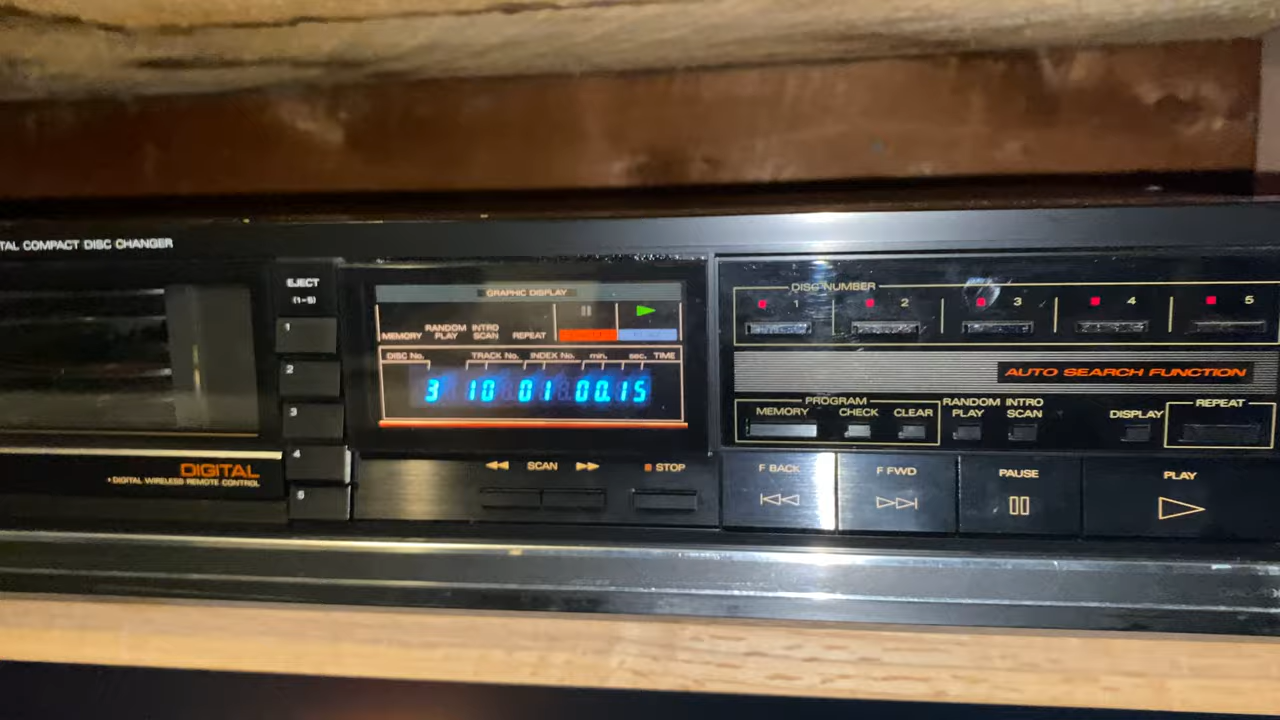 TAL COMPACT DISC CHANGER
EJECT
(1-5)
1
2
3
4
5
DIGITAL
• DIGITAL WIRELESS REMOTE CONTROL
GRAPHIC DISPLAY
MEMORY RANDOM PLAY INTRO SCAN REPEAT
DISC No. TRACK No. INDEX No. min. sec. TIME
3 10 01 00.15
SCAN
STOP
DISC NUMBER
1 2 3 4 5
AUTO SEARCH FUNCTION
PROGRAM
MEMORY CHECK CLEAR
RANDOM PLAY
INTRO SCAN
DISPLAY
REPEAT
F BACK
F FWD
PAUSE
PLAY